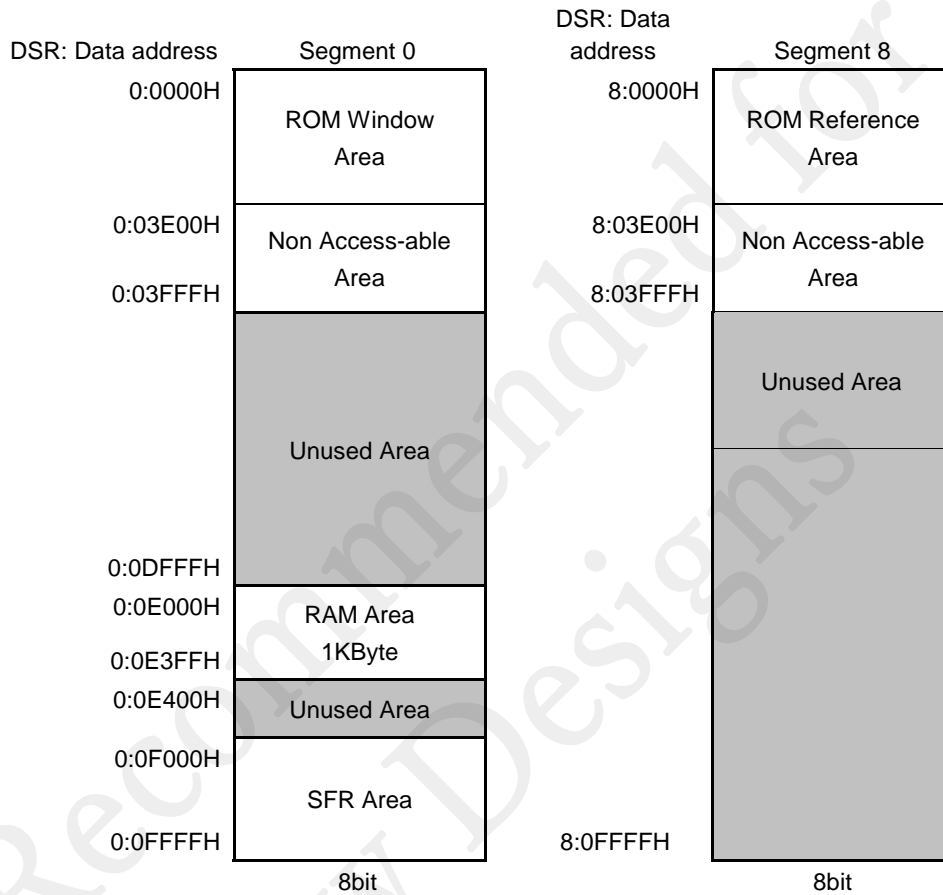 DSR: Data address
Segment 0
0:0000H
ROM Window
Area
0:03E00H
Non Access-able
Area
0:03FFFH
Unused Area
0:0DFFFH
0:0E000H
RAM Area
1KByte
0:0E3FFH
0:0E400H
Unused Area
0:0F000H
SFR Area
0:0FFFFH
8bit
DSR: Data
address
Segment 8
8:0000H
ROM Reference
Area
8:03E00H
Non Access-able
Area
8:03FFFH
Unused Area
8:0FFFFH
8bit
Recommended for
Designs